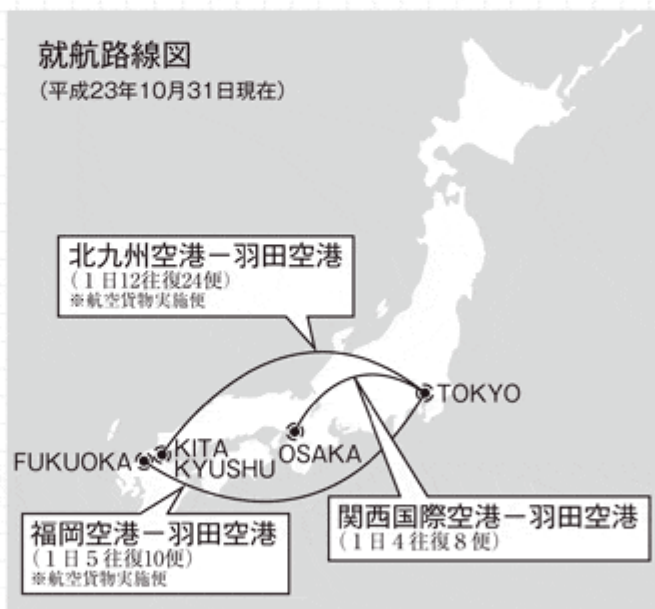 就航路線図
(平成23年10月31日現在)
北九州空港－羽田空港
(1日12往復24便)
※航空貨物実施便
TOKYO
OSAKA
KITA
KYUSHU
FUKUOKA
福岡空港－羽田空港
(1日5往復10便)
※航空貨物実施便
関西国際空港－羽田空港
(1日4往復8便)